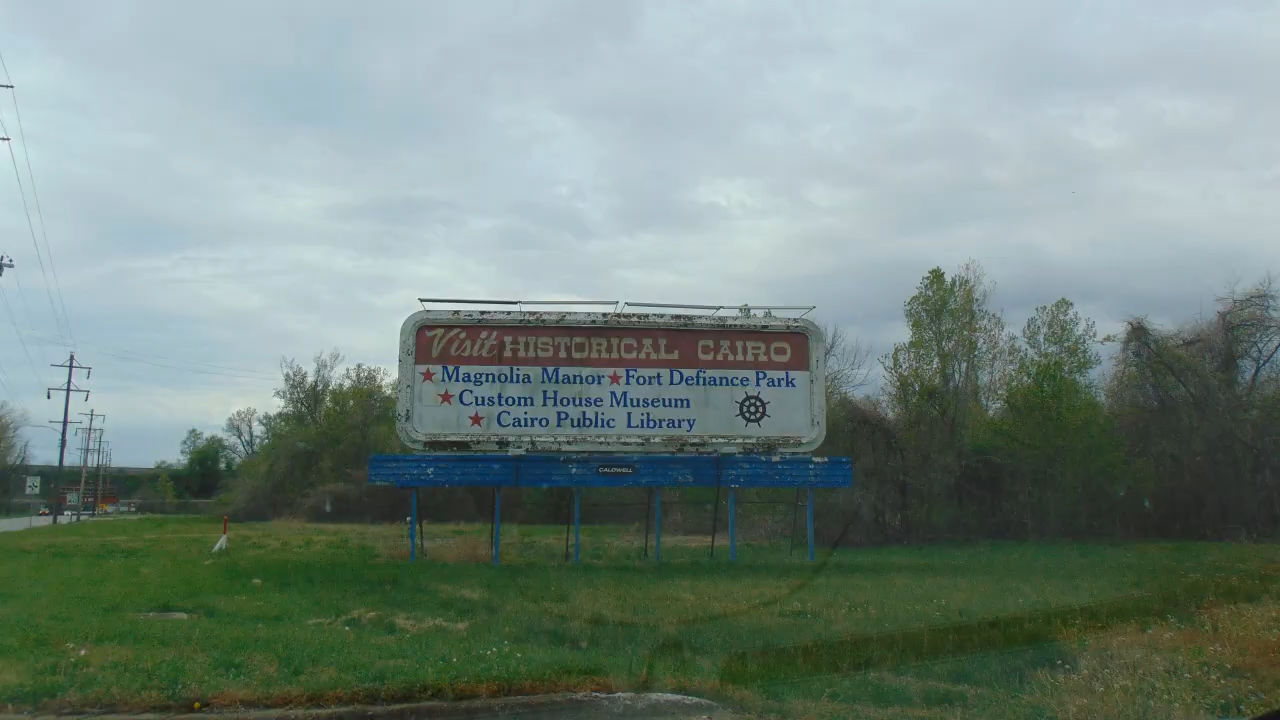 Visit HISTORICAL CAIRO
Magnolia Manor Fort Defiance Park
Custom House Museum
Cairo Public Library
CALDWELL